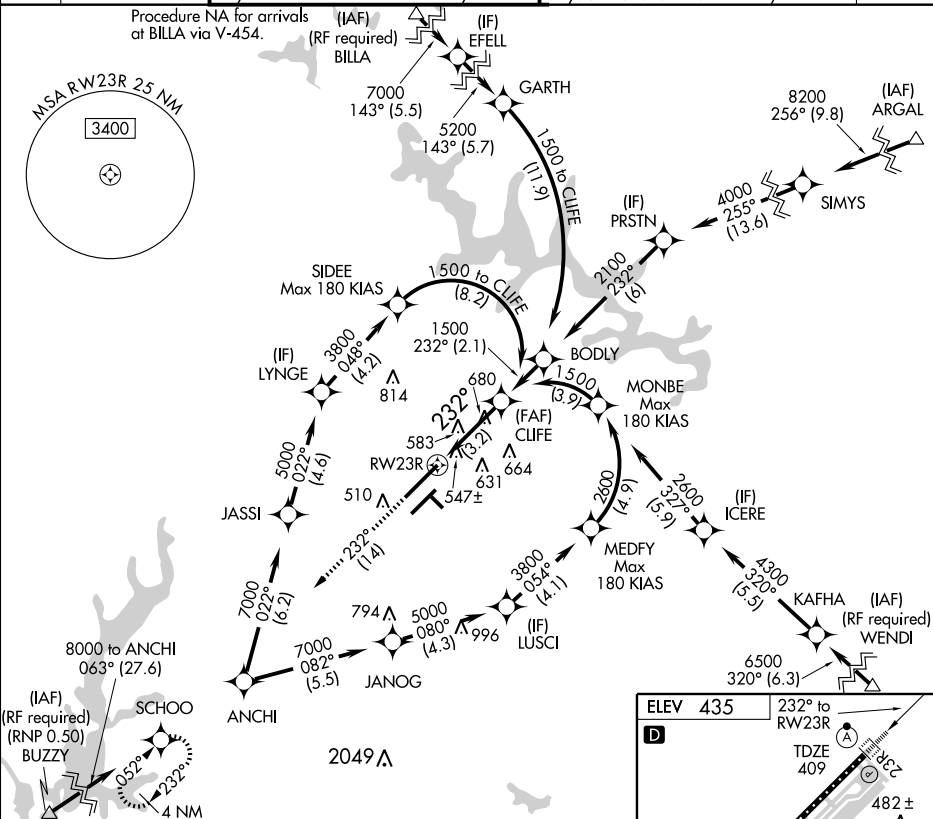 Procedure NA for arrivals
at BILLA via V-454.
(IAF)
(RF required)
BILLA
(IF)
EFELL
7000
143° (5.5)
GARTH
5200
143° (5.7)
1500 to CLIFE
(11.9)
8200
256° (9.8)
(IAF)
ARGAL
MSA RW23R 25 NM
3400
4000
255°
(13.6)
SIMYS
(IF)
PRSTN
2100
232°
(6)
SIDEE
Max 180 KIAS
1500 to CLIFE
(8.2)
1500
232° (2.1)
BODLY
(IF)
LYNGE
3800
048°
(4.2)
814
680
232°
(3.2)
583
(FAF)
CLIFE
1500
(3.9)
MONBE
Max
180 KIAS
RW23R
664
631
547±
510
5000
022°
(4.6)
JASSI
232°
(14)
2600
(4.9)
2600
327°
(5.9)
(IF)
ICERE
MEDFY
Max
180 KIAS
7000
022°
(6.2)
3800
054°
(4.1)
4300
320°
(5.5)
KAFHA
(IAF)
(RF required)
WENDI
794
5000
080°
(4.3)
996
(IF)
LUSCI
6500
320° (6.3)
8000 to ANCHI
063° (27.6)
7000
082°
(5.5)
JANOG
ANCHI
(IAF)
(RF required)
(RNP 0.50)
BUZZY
SCHOO
052°
232°
4 NM
2049
ELEV 435
D
232° to
RW23R
A
TDZE
409
23R
P
482±